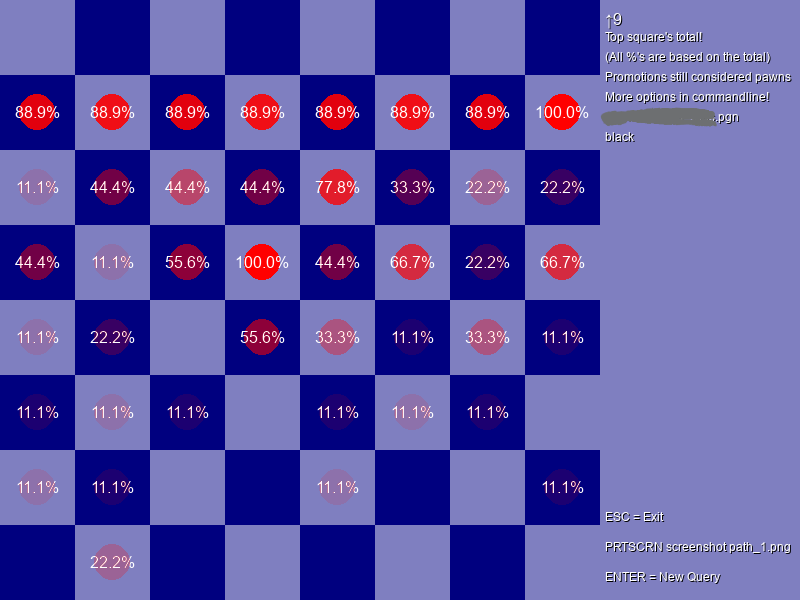 ↑9
Top square's total!
(All %'s are based on the total)
88.9% 88.9% 88.9% 88.9% 88.9% 88.9% 88.9% 100.0%
Promotions still considered pawns
More options in commandline!
.pgn
black
11.1% 44.4% 44.4% 44.4% 77.8% 33.3% 22.2% 22.2%
44.4% 11.1% 55.6% 100.0% 44.4% 66.7% 22.2% 66.7%
11.1% 22.2% 55.6% 33.3% 11.1% 33.3% 11.1%
11.1% 11.1% 11.1% 11.1% 11.1% 11.1%
11.1% 11.1% 11.1% 11.1%
22.2%
ESC = Exit
PRTSCRN screenshot path_1.png
ENTER = New Query